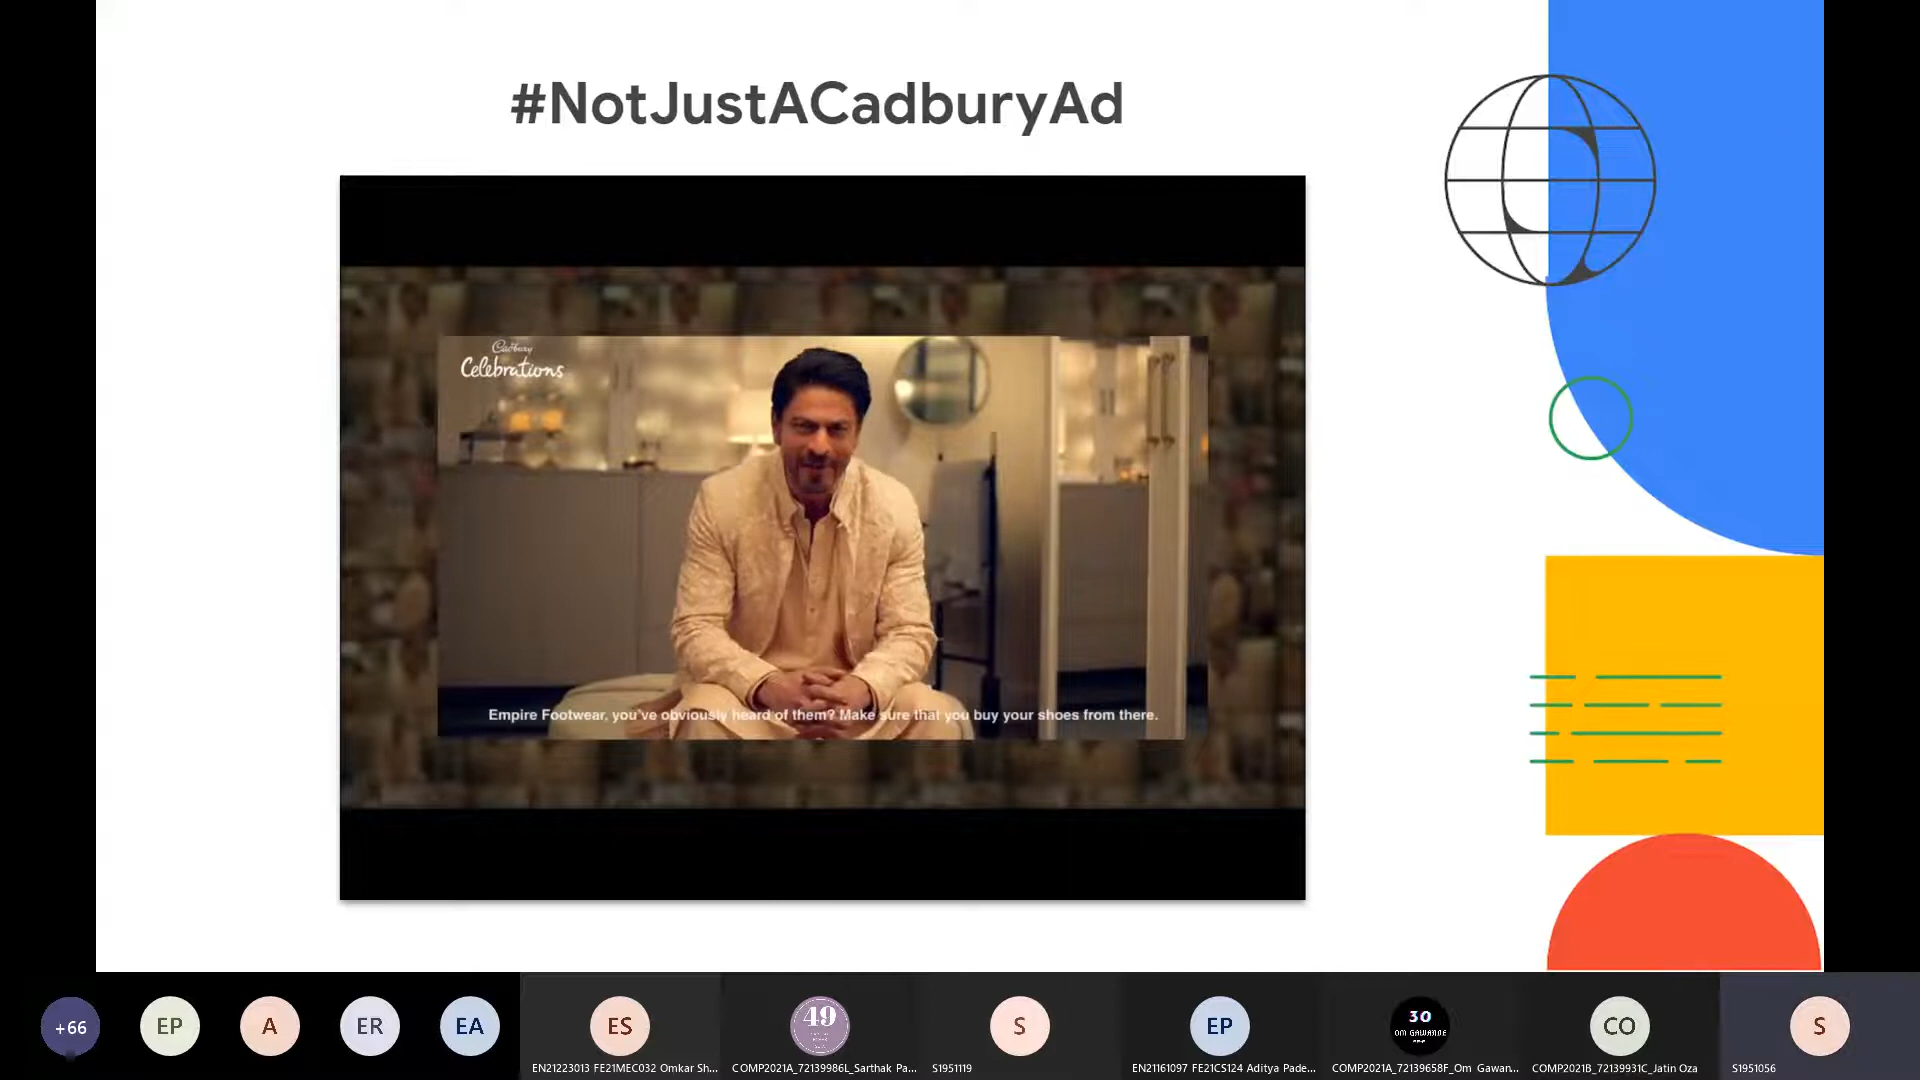 #NotJustACadburyAd
Cadbury
Celebrations
Empire Footwear, you've obviously heard of them? Make sure that you buy your shoes from there.
+66
EP
A
ER
EA
ES
49
S
EP
30
OM GAWANDE
CO
S
EN21223013 FE21MEC032 Omkar Sh...
COMP2021A_72139986L_Sarthak Pa...
S1951119
EN21161097 FE21CS124 Aditya Pade...
COMP2021A_72139658F_Om Gawan...
COMP2021B_72139931C_Jatin Oza
S1951056